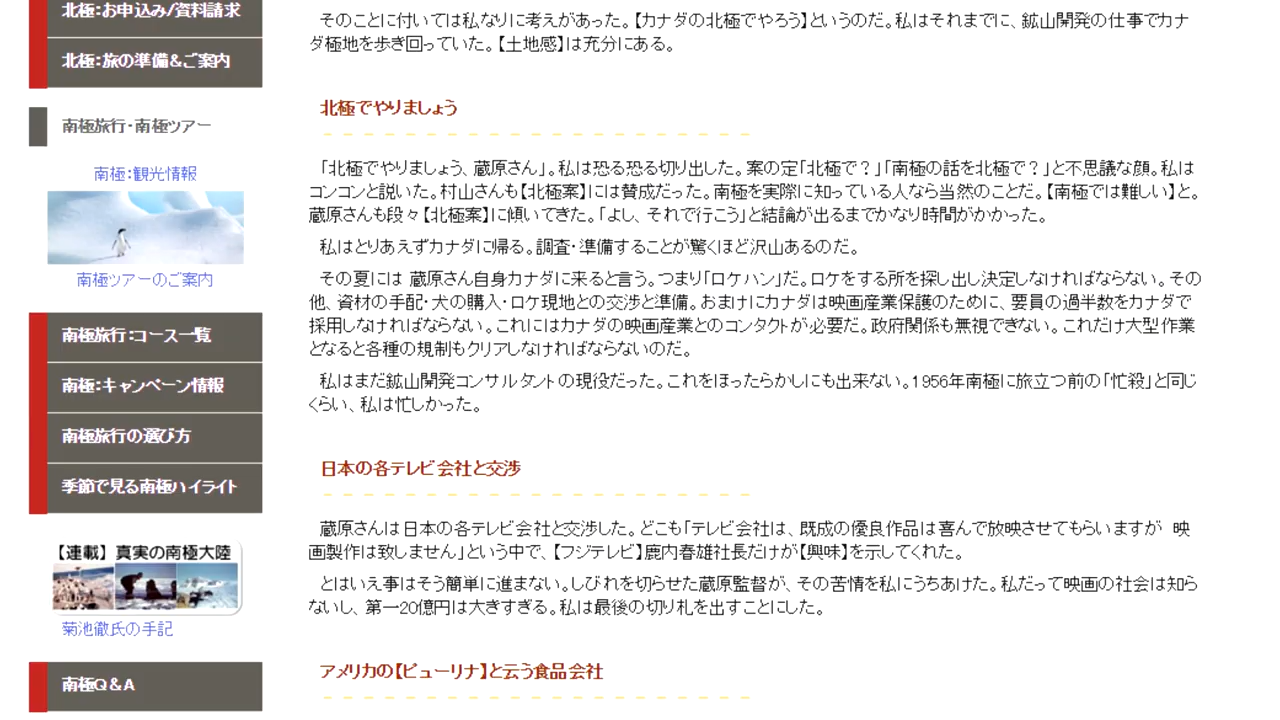 北極：お申込み/資料請求
北極：旅の準備&ご案内
南極旅行・南極ツアー
南極：観光情報
南極ツアーのご案内
南極旅行：コース一覧
南極：キャンペーン情報
南極旅行の選び方
季節で見る南極ハイライト
【連載】真実の南極大陸
菊池徹氏の手記
南極Q&A
そのことに付いては私なりに考えがあった。【カナダの北極でやろう】というのだ。私はそれまでに、鉱山開発の仕事でカナ
ダ極地を歩き回っていた。【土地感】は充分にある。
北極でやりましょう
「北極でやりましょう、蔵原さん」。私は恐る恐る切り出した。案の定「北極で？」「南極の話を北極で？」と不思議な顔。私は
コンコンと説いた。村山さんも【北極案】には賛成だった。南極を実際に知っている人なら当然のことだ。【南極では難しい】と。
蔵原さんも段々【北極案】に傾いてきた。「よし、それで行こう」と結論が出るまでかなり時間がかかった。
私はとりあえずカナダに帰る。調査・準備することが驚くほど沢山あるのだ。
その夏には 蔵原さん自身カナダに来ると言う。つまり「ロケハン」だ。ロケをする所を探し出し決定しなければならない。その
他、資材の手配・犬の購入・ロケ現地との交渉と準備。おまけにカナダは映画産業保護のために、要員の過半数をカナダで
採用しなければならない。これにはカナダの映画産業とのコンタクトが必要だ。政府関係も無視できない。これだけ大型作業
となると各種の規制もクリアしなければならないのだ。
私はまだ鉱山開発コンサルタントの現役だった。これをほったらかしにも出来ない。1956年南極に旅立つ前の「忙殺」と同じ
くらい、私は忙しかった。
日本の各テレビ会社と交渉
蔵原さんは日本の各テレビ会社と交渉した。どこも「テレビ会社は、既成の優良作品は喜んで放映させてもらいますが　映
画製作は致しません」という中で、【フジテレビ】鹿内春雄社長だけが【興味】を示してくれた。
とはいえ事はそう簡単に進まない。しびれを切らせた蔵原監督が、その苦情を私にうちあけた。私だって映画の社会は知ら
ないし、第一20億円は大きすぎる。私は最後の切り札を出すことにした。
アメリカの【ピューリナ】と云う食品会社